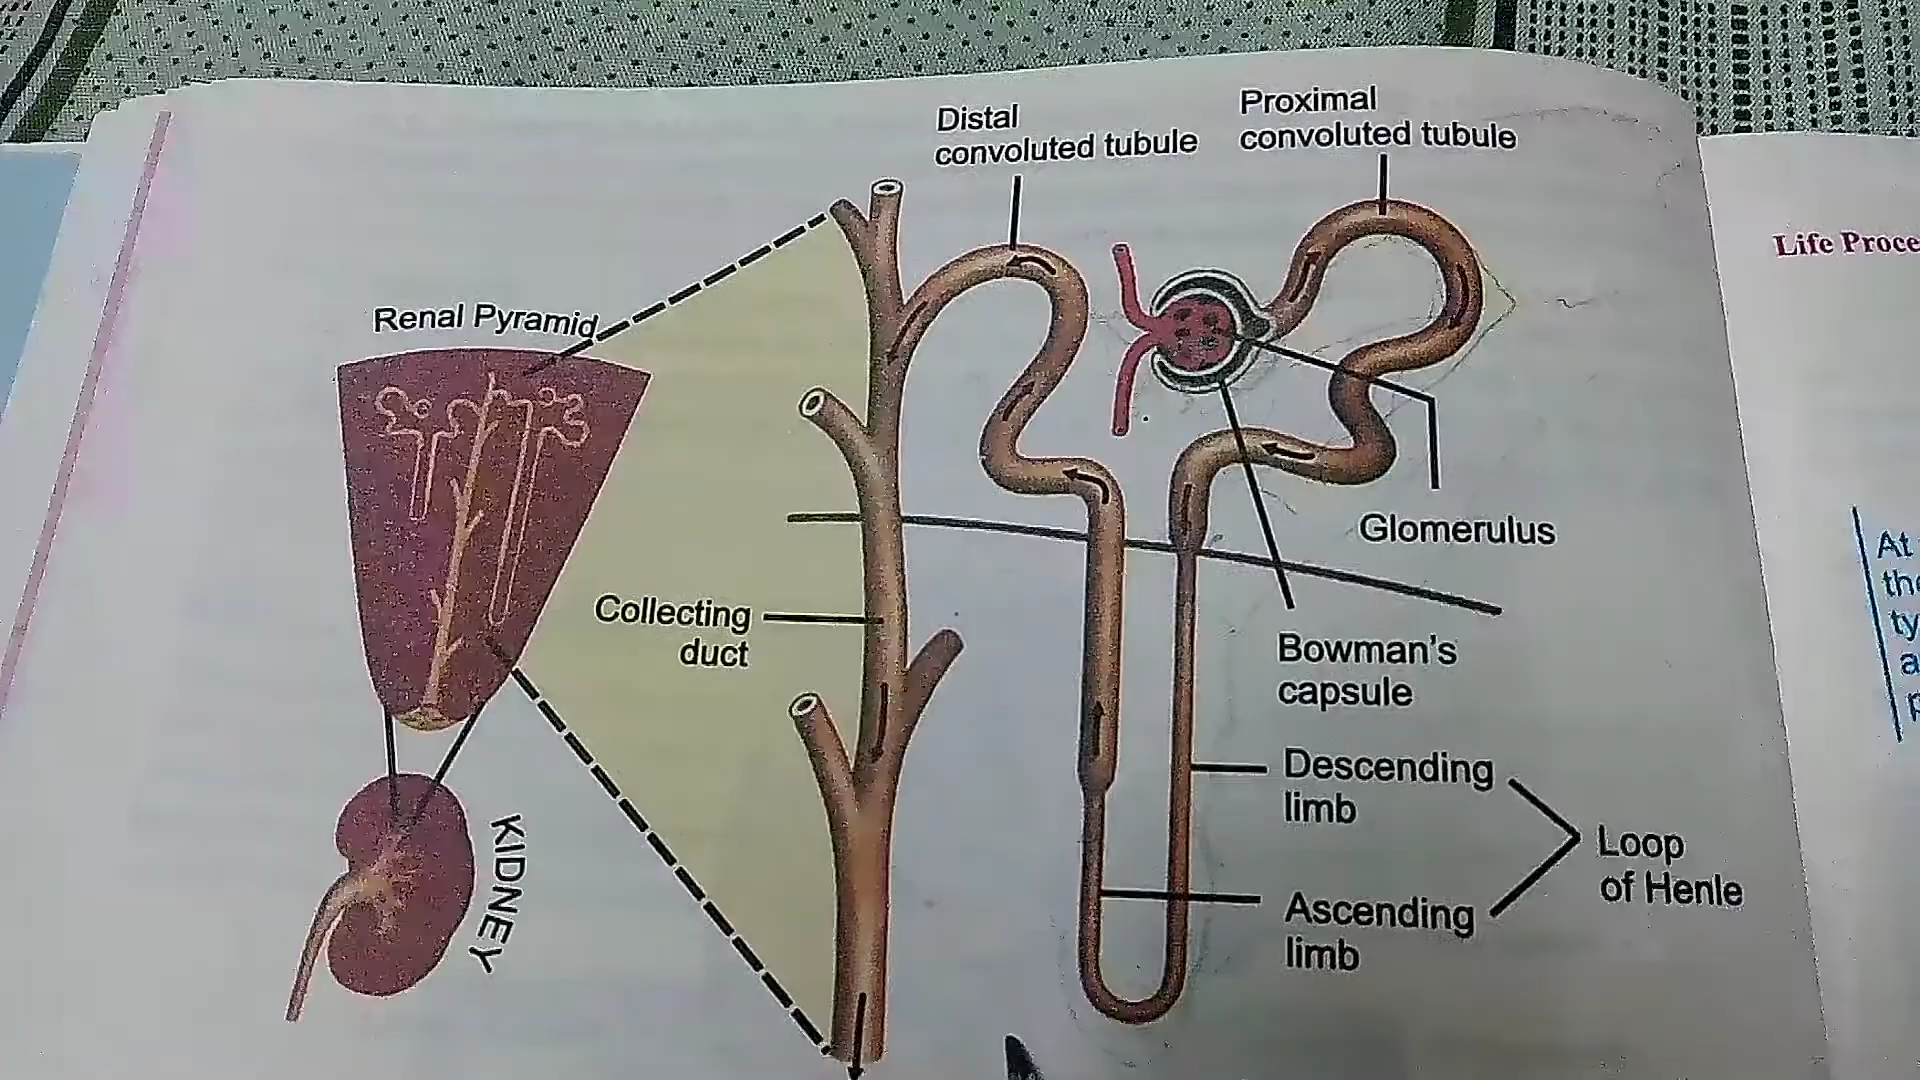 Distal
convoluted tubule
Proximal
convoluted tubule
Renal Pyramid
Glomerulus
Collecting
duct
Bowman's
capsule
Descending
limb
Ascending
limb
Loop
of Henle
KIDNEY
Life
At